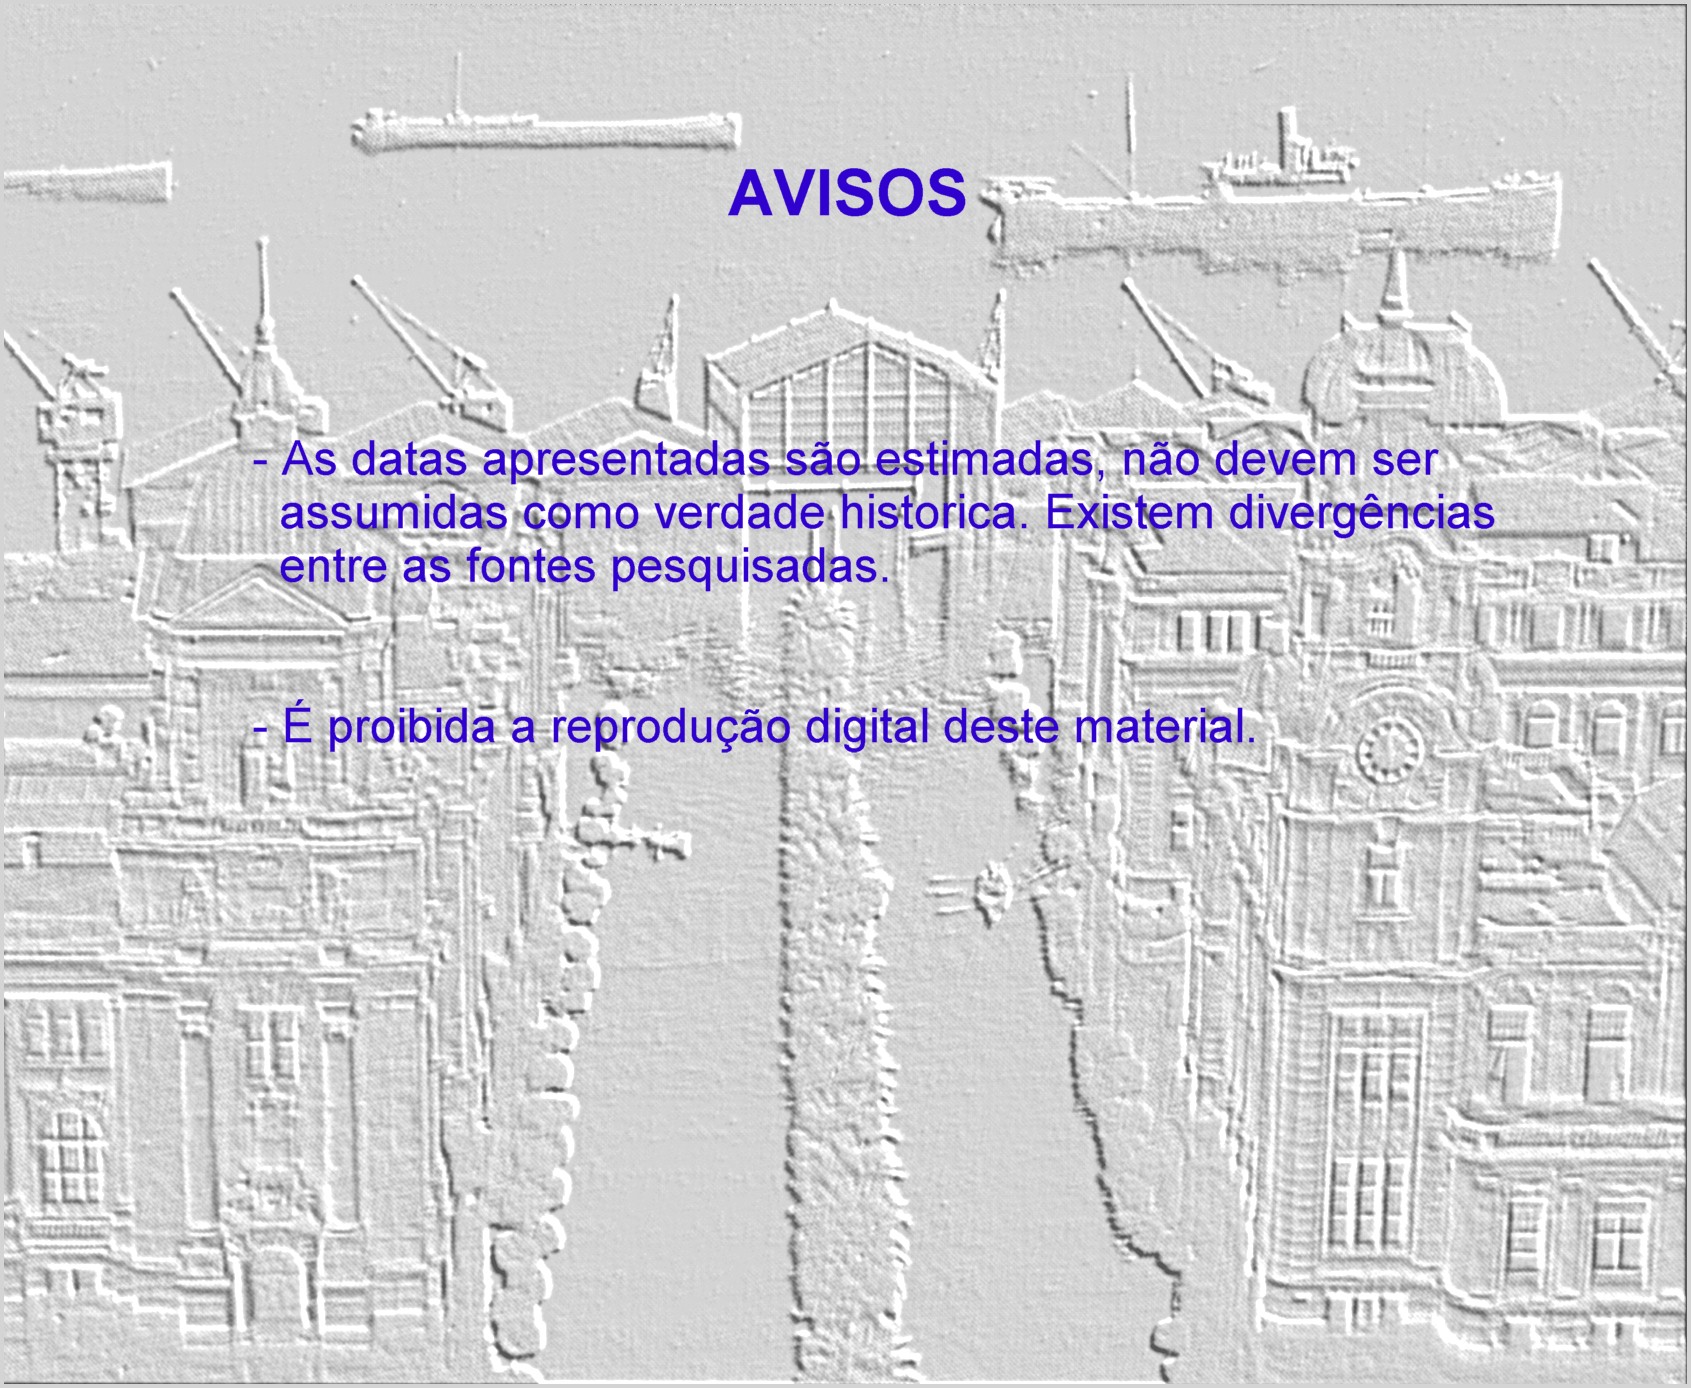 AVISOS
- As datas apresentadas são estimadas, não devem ser
assumidas como verdade historica. Existem divergências
entre as fontes pesquisadas.
- É proibida a reprodução digital deste material.